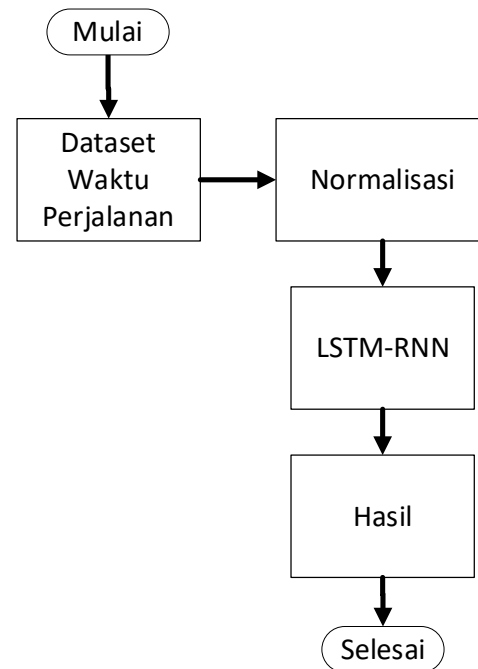 Mulai
Dataset
Waktu
Perjalanan
Normalisasi
LSTM-RNN
Hasil
Selesai